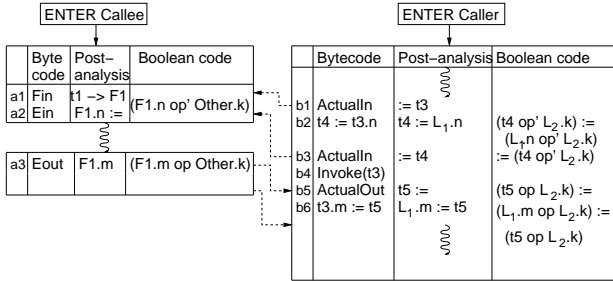 ENTER Callee
Byte code Post− analysis Boolean code
a1 Fin t1 −> F1 (F1.n op' Other.k)
a2 Ein F1.n :=
a3 Eout F1.m (F1.m op Other.k)
ENTER Caller
Bytecode Post−analysis Boolean code
b1 ActualIn := t3
b2 t4 := t3.n t4 := L1.n (t4 op' L2.k) :=
(L1.n op' L2.k)
b3 ActualIn := t4 := (t4 op' L2.k)
b4 Invoke(t3)
b5 ActualOut t5 := (t5 op L2.k) :=
b6 t3.m := t5 L1.m := t5 (L1.m op L2.k) :=
(t5 op L2.k)